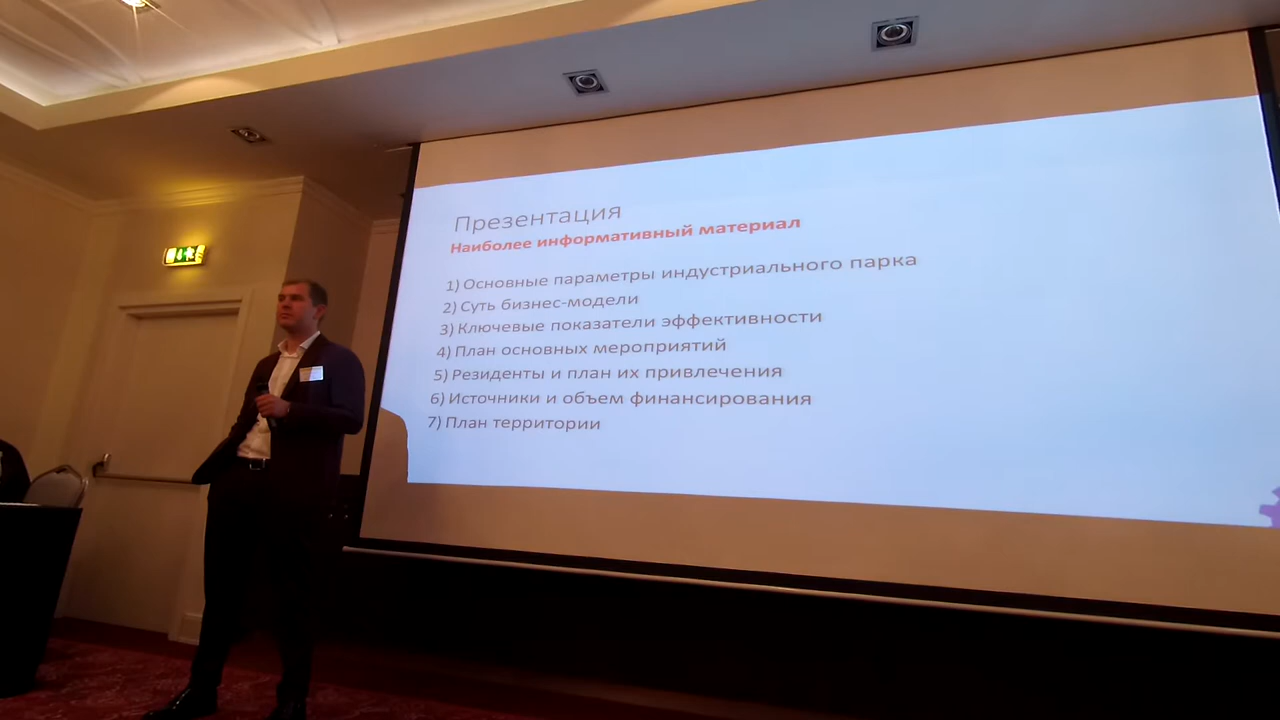 Презентация
Наиболее информативный материал
1) Основные параметры индустриального парка
2) Суть бизнес-модели
3) Ключевые показатели эффективности
4) План основных мероприятий
5) Резиденты и план их привлечения
6) Источники и объем финансирования
7) План территории